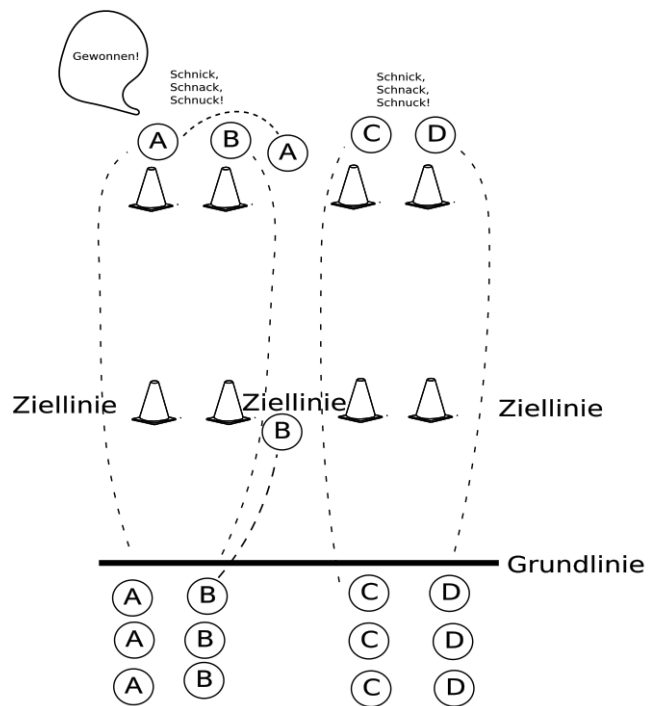 Gewonnen!
Schnick,
Schnack,
Schnuck!
Schnick,
Schnack,
Schnuck!
A B A C D
Ziellinie Ziellinie Ziellinie
B
Grundlinie
A B C D
A B C D
A B C D